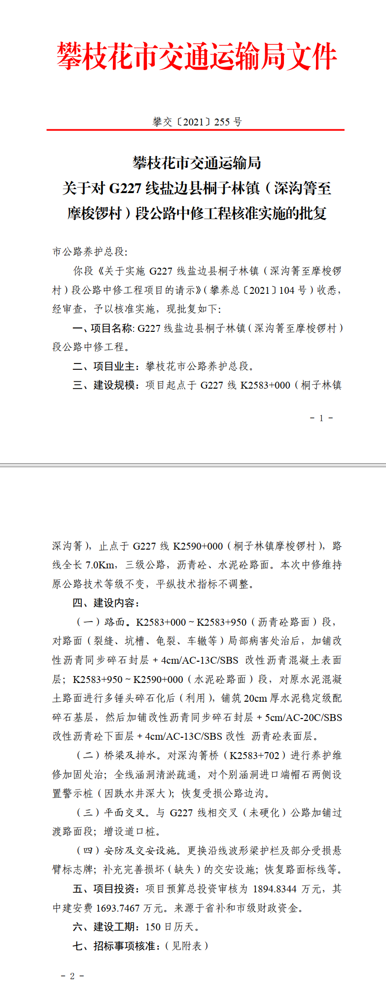 攀枝花市交通运输局文件
攀交〔2021〕255 号
攀枝花市交通运输局
关于对 G227 线盐边县桐子林镇（深沟箐至
摩梭锣村）段公路中修工程核准实施的批复
市公路养护总段：
你段《关于实施 G227 线盐边县桐子林镇（深沟箐至摩梭锣
村）段公路中修工程项目的请示》（攀养总〔2021〕104 号）收悉，
经审查，予以核准实施，现批复如下：
一、项目名称: G227 线盐边县桐子林镇（深沟箐至摩梭锣村）
段公路中修工程。
二、项目业主：攀枝花市公路养护总段。
三、建设规模：项目起点于 G227 线 K2583+000（桐子林镇
- 1 -
深沟箐），止点于 G227 线 K2590+000（桐子林镇摩梭锣村），路
线全长 7.0Km，三级公路，沥青砼、水泥砼路面。本次中修维持
原公路技术等级不变，平纵技术指标不调整。
四、建设内容：
（一）路面。K2583+000～K2583+950（沥青砼路面）段，
对路面（裂缝、坑槽、龟裂、车辙等）局部病害处治后，加铺改
性沥青同步碎石封层＋4cm/AC-13C/SBS 改性沥青混凝土表面
层；K2583+950～K2590+000（水泥砼路面）段，对原水泥混凝
土路面进行多锤头碎石化后（利用），铺筑 20cm 厚水泥稳定级配
碎石基层，然后加铺改性沥青同步碎石封层＋5cm/AC-20C/SBS
改性沥青砼下面层＋4cm/AC-13C/SBS 改性 沥青砼表面层。
（二）桥梁及排水。对深沟箐桥（K2583+702）进行养护维
修加固处治；全线涵洞清淤疏通，对个别涵洞进口端帽石两侧设
置警示桩（因跌水井深大）；恢复受损公路边沟。
（三）平面交叉。与 G227 线相交叉（未硬化）公路加铺过
渡路面段；增设道口桩。
（四）安防及交安设施。更换沿线波形梁护栏及部分受损悬
臂标志牌；补充完善损坏（缺失）的交安设施；恢复路面标线等。
五、项目投资：项目预算总投资审核为 1894.8344 万元，其
中建安费 1693.7467 万元。来源于省补和市级财政资金。
六、建设工期：150 日历天。
七、招标事项核准：（见附表）
- 2 -